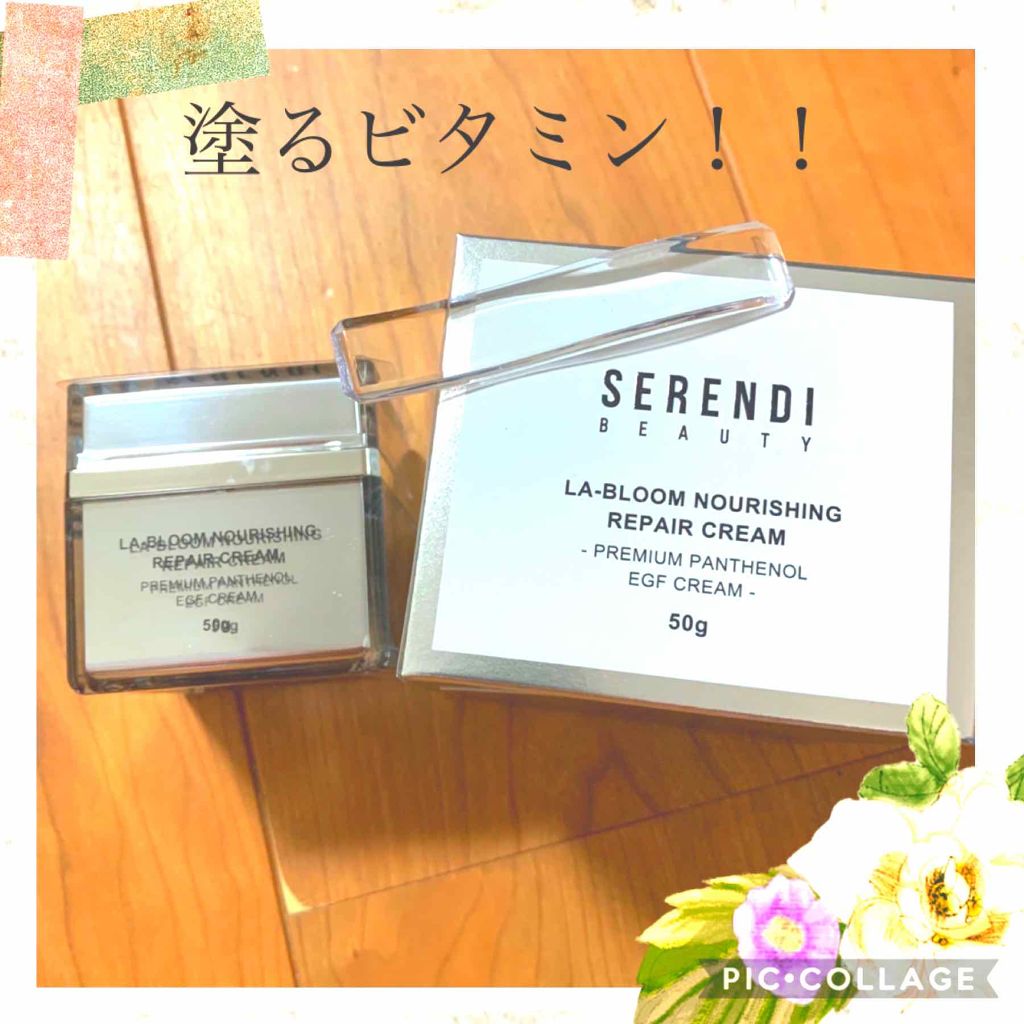 塗るビタミン！！
SERENDI
BEAUTY
LA-BLOOM NOURISHING
REPAIR CREAM
- PREMIUM PANTHENOL
EGF CREAM -
50g
LA-BLOOM NOURISHING
REPAIR CREAM
PREMIUM PANTHENOL
EGF CREAM
50g
PIC•COLLAGE